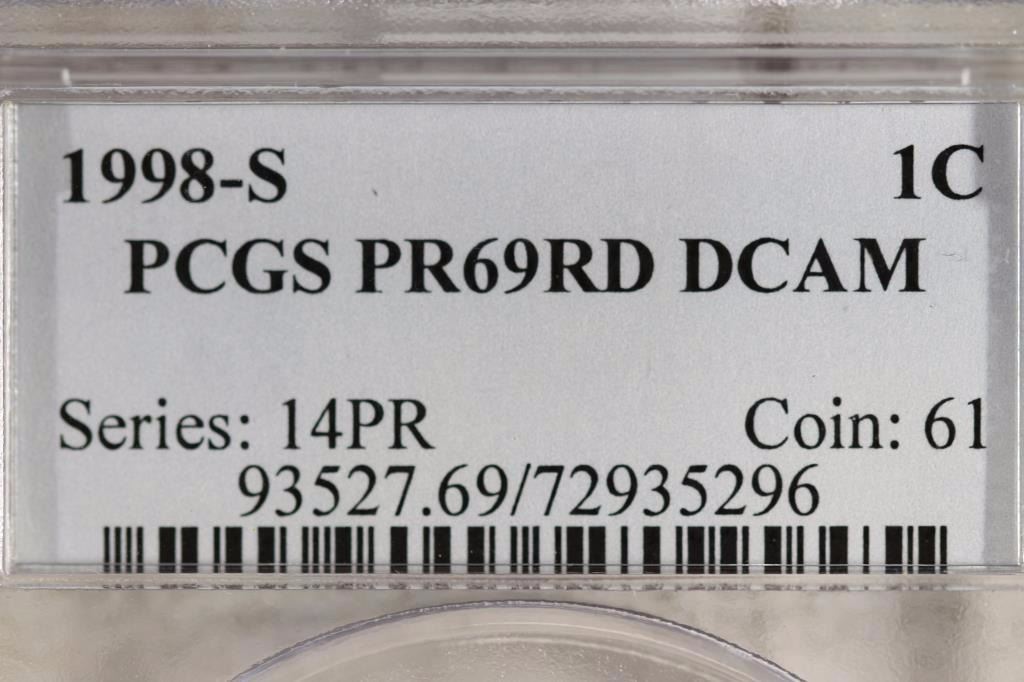 1998-S 1C
PCGS PR69RD DCAM
Series: 14PR Coin: 61
93527.69/72935296